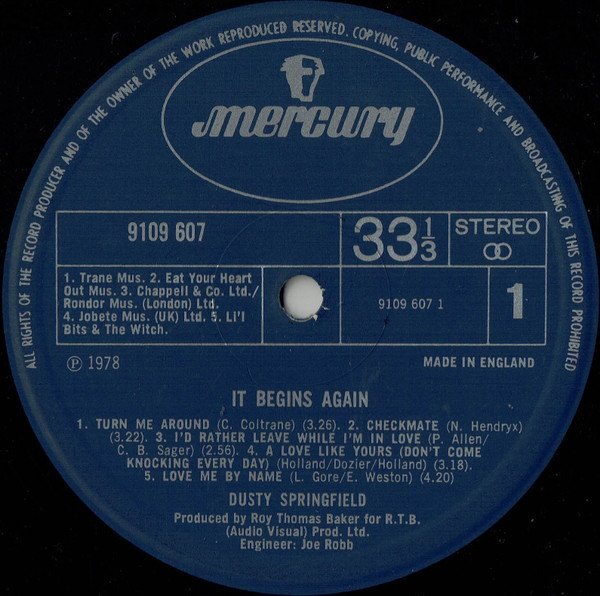 ALL RIGHTS OF THE RECORD PRODUCER AND OF THE OWNER OF THE WORK REPRODUCED RESERVED. COPYING, PUBLIC PERFORMANCE AND BROADCASTING OF THIS RECORD PROHIBITED
mercury
9109 607
33 1/3
STEREO
1. Trane Mus. 2. Eat Your Heart
Out Mus. 3. Chappell & Co. Ltd./
Rondor Mus. (London) Ltd.
4. Jobete Mus. (UK) Ltd. 5. Li'l
Bits & The Witch.
9109 607 1
1
Ⓟ 1978
MADE IN ENGLAND
IT BEGINS AGAIN
1. TURN ME AROUND (C. Coltrane) (3.26). 2. CHECKMATE (N. Hendryx)
(3.22). 3. I'D RATHER LEAVE WHILE I'M IN LOVE (P. Allen/
C. B. Sager) (2.56). 4. A LOVE LIKE YOURS (DON'T COME
KNOCKING EVERY DAY) (Holland/Dozier/Holland) (3.18).
5. LOVE ME BY NAME (L. Gore/E. Weston) (4.20)
DUSTY SPRINGFIELD
Produced by Roy Thomas Baker for R.T.B.
(Audio Visual) Prod. Ltd.
Engineer: Joe Robb